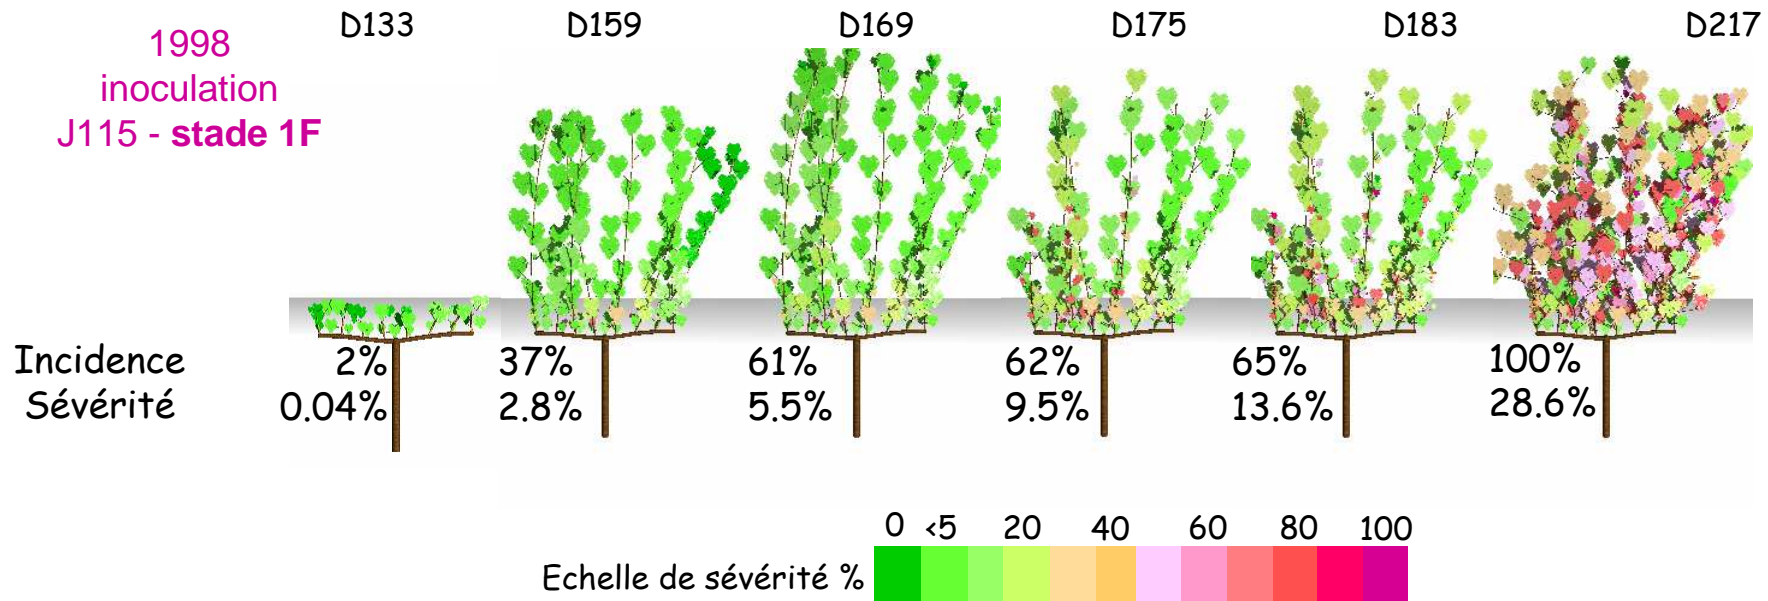 D133 D159 D169 D175 D183 D217
1998
inoculation
J115 - stade 1F
Incidence 2% 37% 61% 62% 65% 100%
Sévérité 0.04% 2.8% 5.5% 9.5% 13.6% 28.6%
0 <5 20 40 60 80 100
Echelle de sévérité %